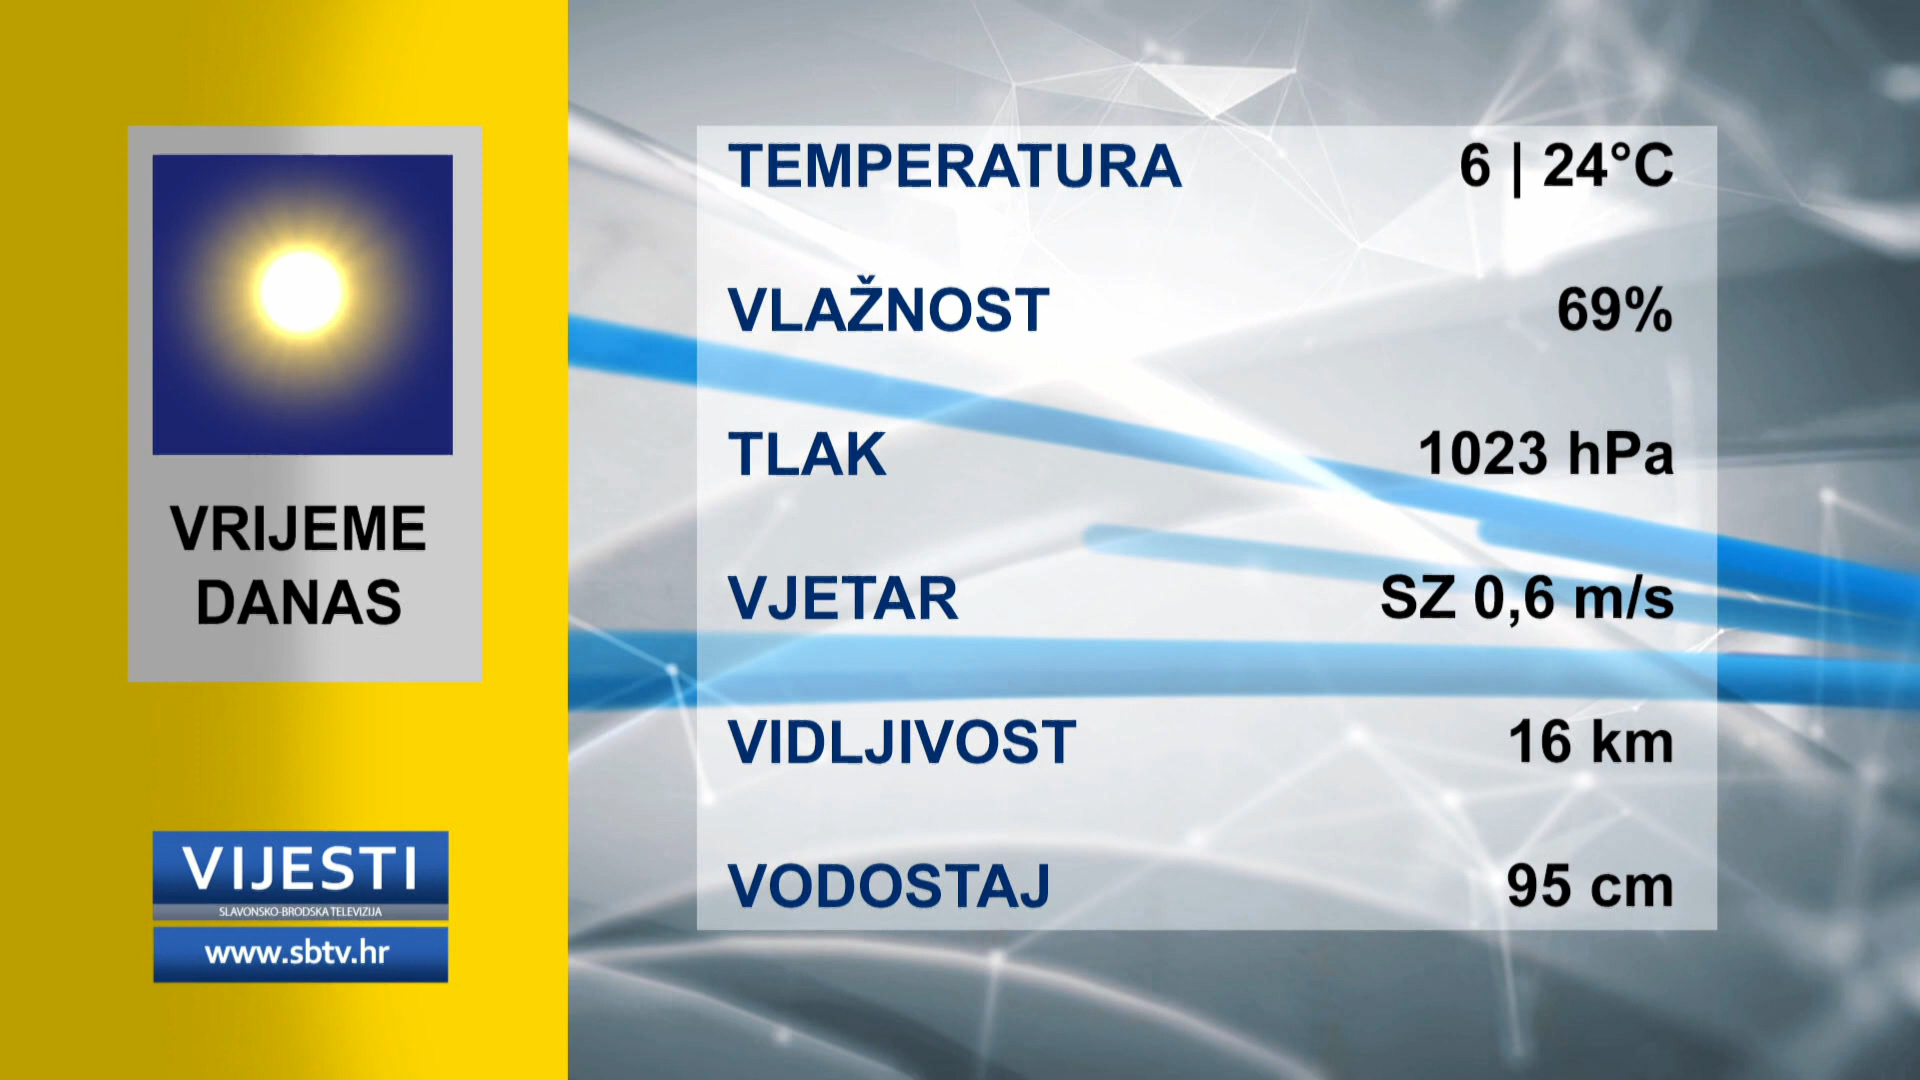 VRIJEME
DANAS
VIJESTI
SLAVONSKO-BRODSKA TELEVIZIJA
www.sbtv.hr
TEMPERATURA 6 | 24°C
VLAŽNOST 69%
TLAK 1023 hPa
VJETAR SZ 0,6 m/s
VIDLJIVOST 16 km
VODOSTAJ 95 cm